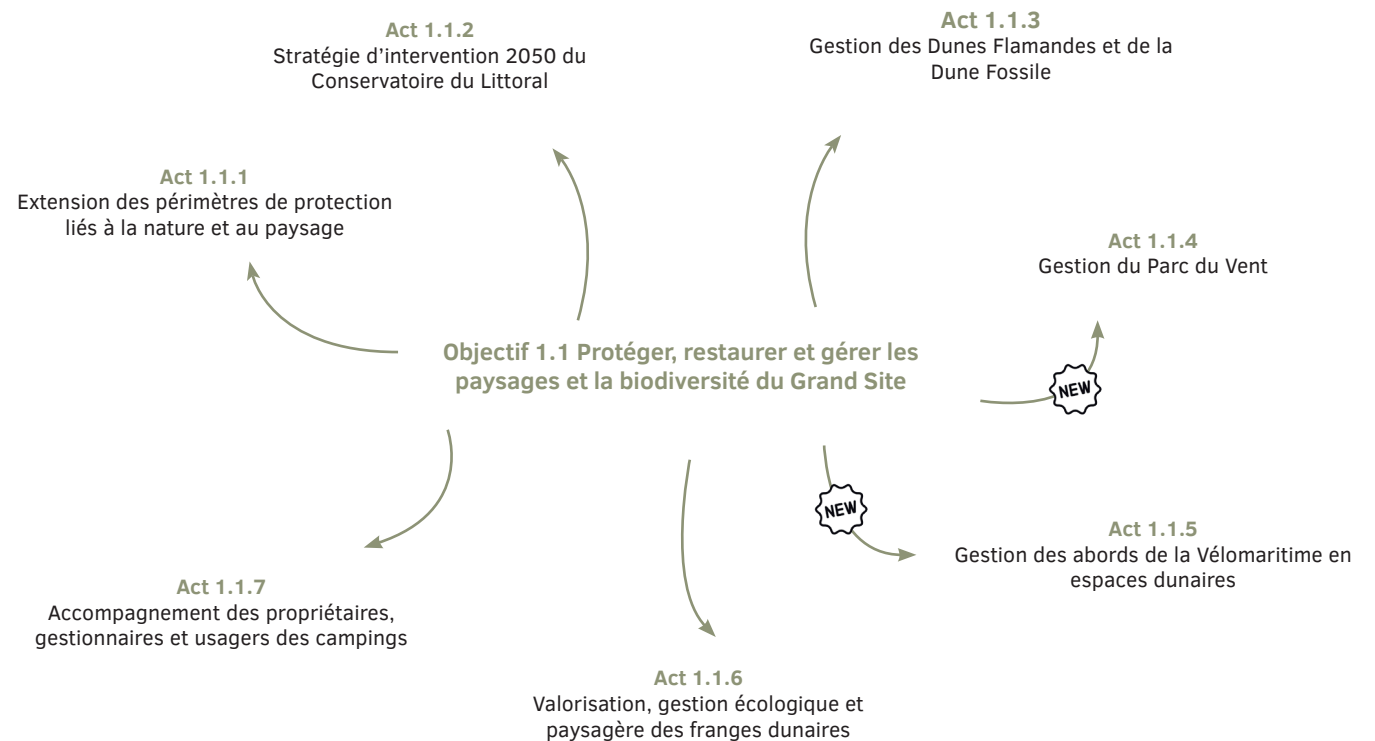 Act 1.1.2
Stratégie d'intervention 2050 du
Conservatoire du Littoral
Act 1.1.3
Gestion des Dunes Flamandes et de la
Dune Fossile
Act 1.1.1
Extension des périmètres de protection
liés à la nature et au paysage
Act 1.1.4
Gestion du Parc du Vent
NEW
Objectif 1.1 Protéger, restaurer et gérer les
paysages et la biodiversité du Grand Site
NEW
Act 1.1.5
Gestion des abords de la Vélomaritime en
espaces dunaires
Act 1.1.7
Accompagnement des propriétaires,
gestionnaires et usagers des campings
Act 1.1.6
Valorisation, gestion écologique et
paysagère des franges dunaires